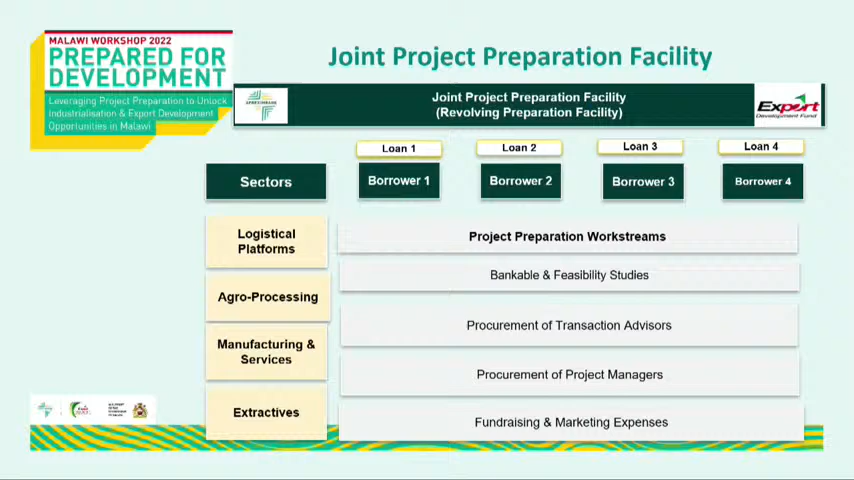 MALAWI WORKSHOP 2022
PREPARED FOR
DEVELOPMENT
Leveraging Project Preparation to Unlock
Industrialisation & Export Development
Opportunities in Malawi
Joint Project Preparation Facility
AFREXIMBANK
Joint Project Preparation Facility
(Revolving Preparation Facility)
Export
Development Fund
Loan 1
Loan 2
Loan 3
Loan 4
Sectors
Borrower 1
Borrower 2
Borrower 3
Borrower 4
Logistical
Platforms
Project Preparation Workstreams
Agro-Processing
Bankable & Feasibility Studies
Manufacturing &
Services
Procurement of Transaction Advisors
Procurement of Project Managers
Extractives
Fundraising & Marketing Expenses